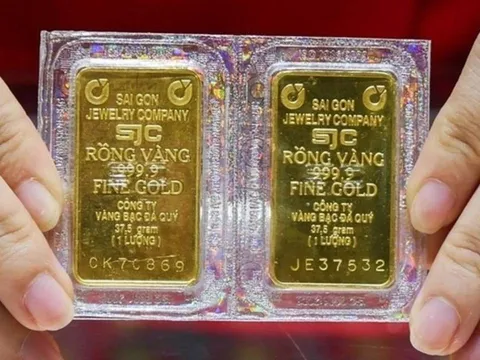 SAI GON
JEWELRY COMPANY
SJC
RỒNG VÀNG
999.9
FINE GOLD
CÔNG TY
VÀNG BẠC ĐÁ QUÝ
37,5 gram
(1 LƯỢNG)
SAI GON
JEWELRY COMPANY
SJC
RỒNG VÀNG
999.9
FINE GOLD
CÔNG TY
VÀNG BẠC ĐÁ QUÝ
37,5 gram
(1 LƯỢNG)
JE37532